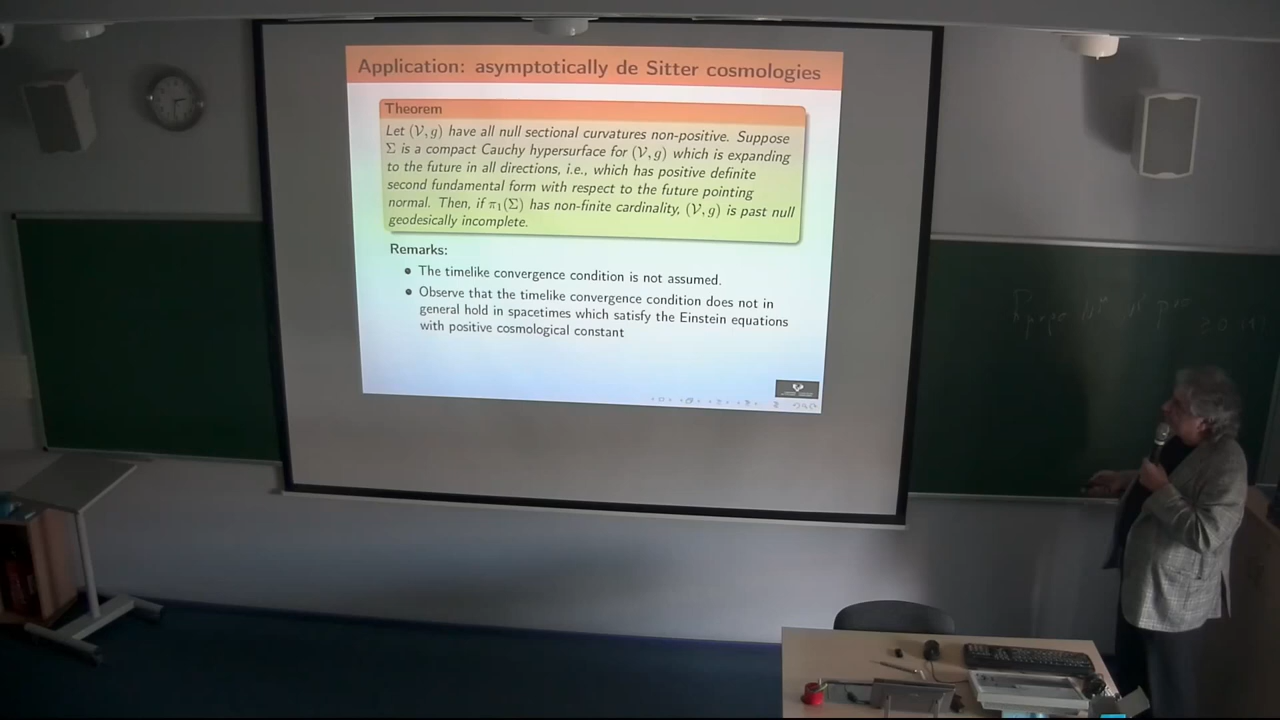 Application: asymptotically de Sitter cosmologies
Theorem
Let (𝒱, g) have all null sectional curvatures non-positive. Suppose
Σ is a compact Cauchy hypersurface for (𝒱, g) which is expanding
to the future in all directions, i.e., which has positive definite
second fundamental form with respect to the future pointing
normal. Then, if π₁(Σ) has non-finite cardinality, (𝒱, g) is past null
geodesically incomplete.
Remarks:
• The timelike convergence condition is not assumed.
• Observe that the timelike convergence condition does not in
general hold in spacetimes which satisfy the Einstein equations
with positive cosmological constant